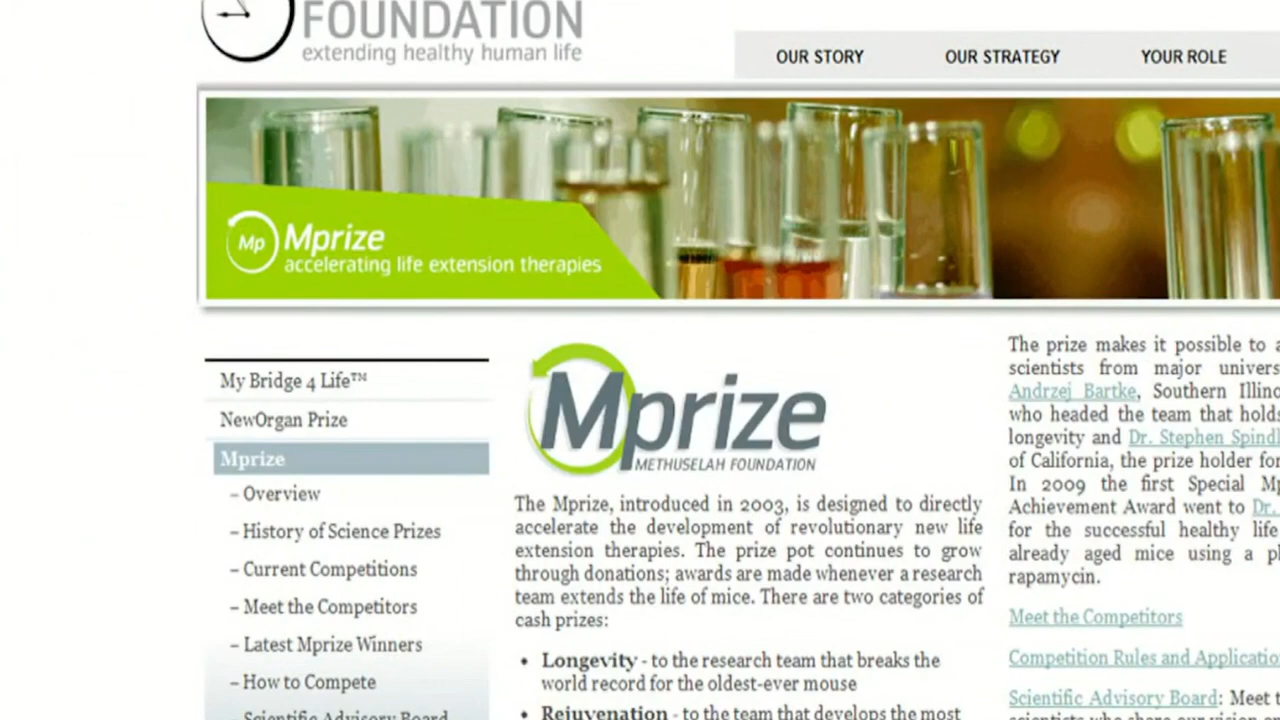 FOUNDATION
extending healthy human life
OUR STORY
OUR STRATEGY
YOUR ROLE
Mp
Mprize
accelerating life extension therapies
My Bridge 4 Life™
NewOrgan Prize
Mprize
– Overview
– History of Science Prizes
– Current Competitions
– Meet the Competitors
– Latest Mprize Winners
– How to Compete
– Scientific Advisory Board
Mprize
METHUSELAH FOUNDATION
The Mprize, introduced in 2003, is designed to directly
accelerate the development of revolutionary new life
extension therapies. The prize pot continues to grow
through donations; awards are made whenever a research
team extends the life of mice. There are two categories of
cash prizes:
• Longevity - to the research team that breaks the
world record for the oldest-ever mouse
• Rejuvenation - to the team that develops the most
The prize makes it possible to
scientists from major
Andrzej Bartke, Southern
who headed the team that
longevity and Dr. Stephen
of California, the prize holder
In 2009 the first Special
Achievement Award went to Dr.
for the successful healthy
already aged mice using a
rapamycin.
Meet the Competitors
Competition Rules and
Scientific Advisory Board: Meet